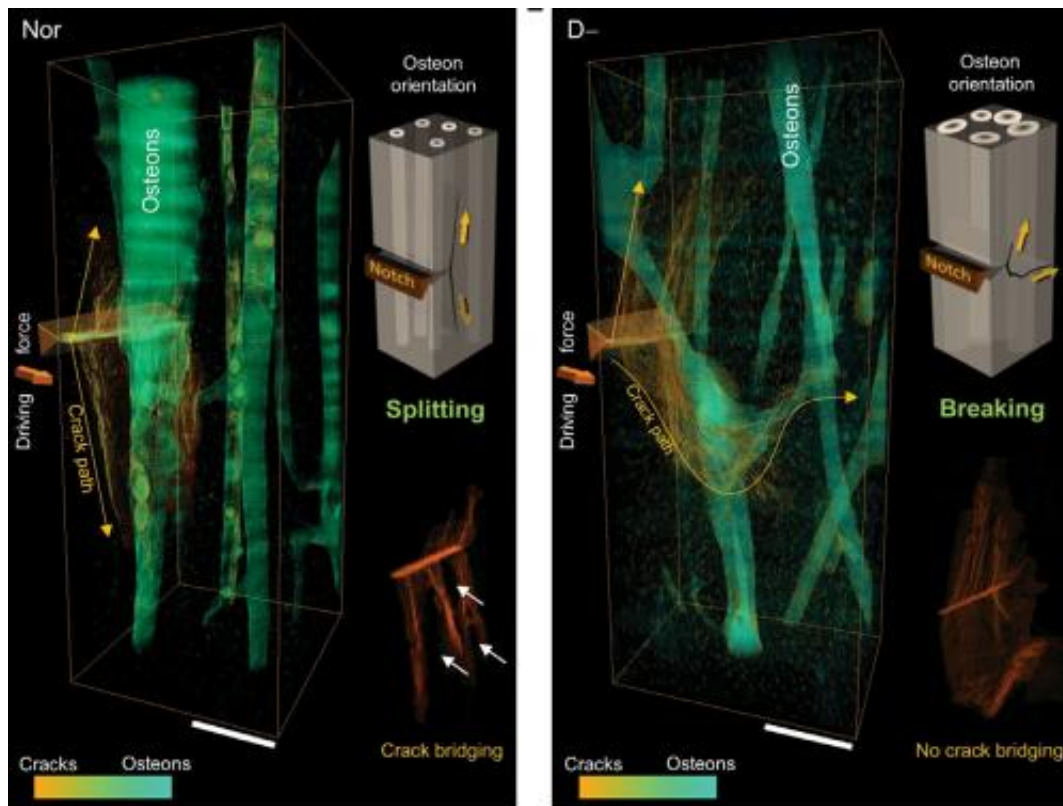 Nor
Osteons
Osteon
orientation
Notch
Driving force
Crack path
Splitting
Crack bridging
Cracks Osteons
D–
Osteons
Osteon
orientation
Notch
Driving force
Crack path
Breaking
No crack bridging
Cracks Osteons